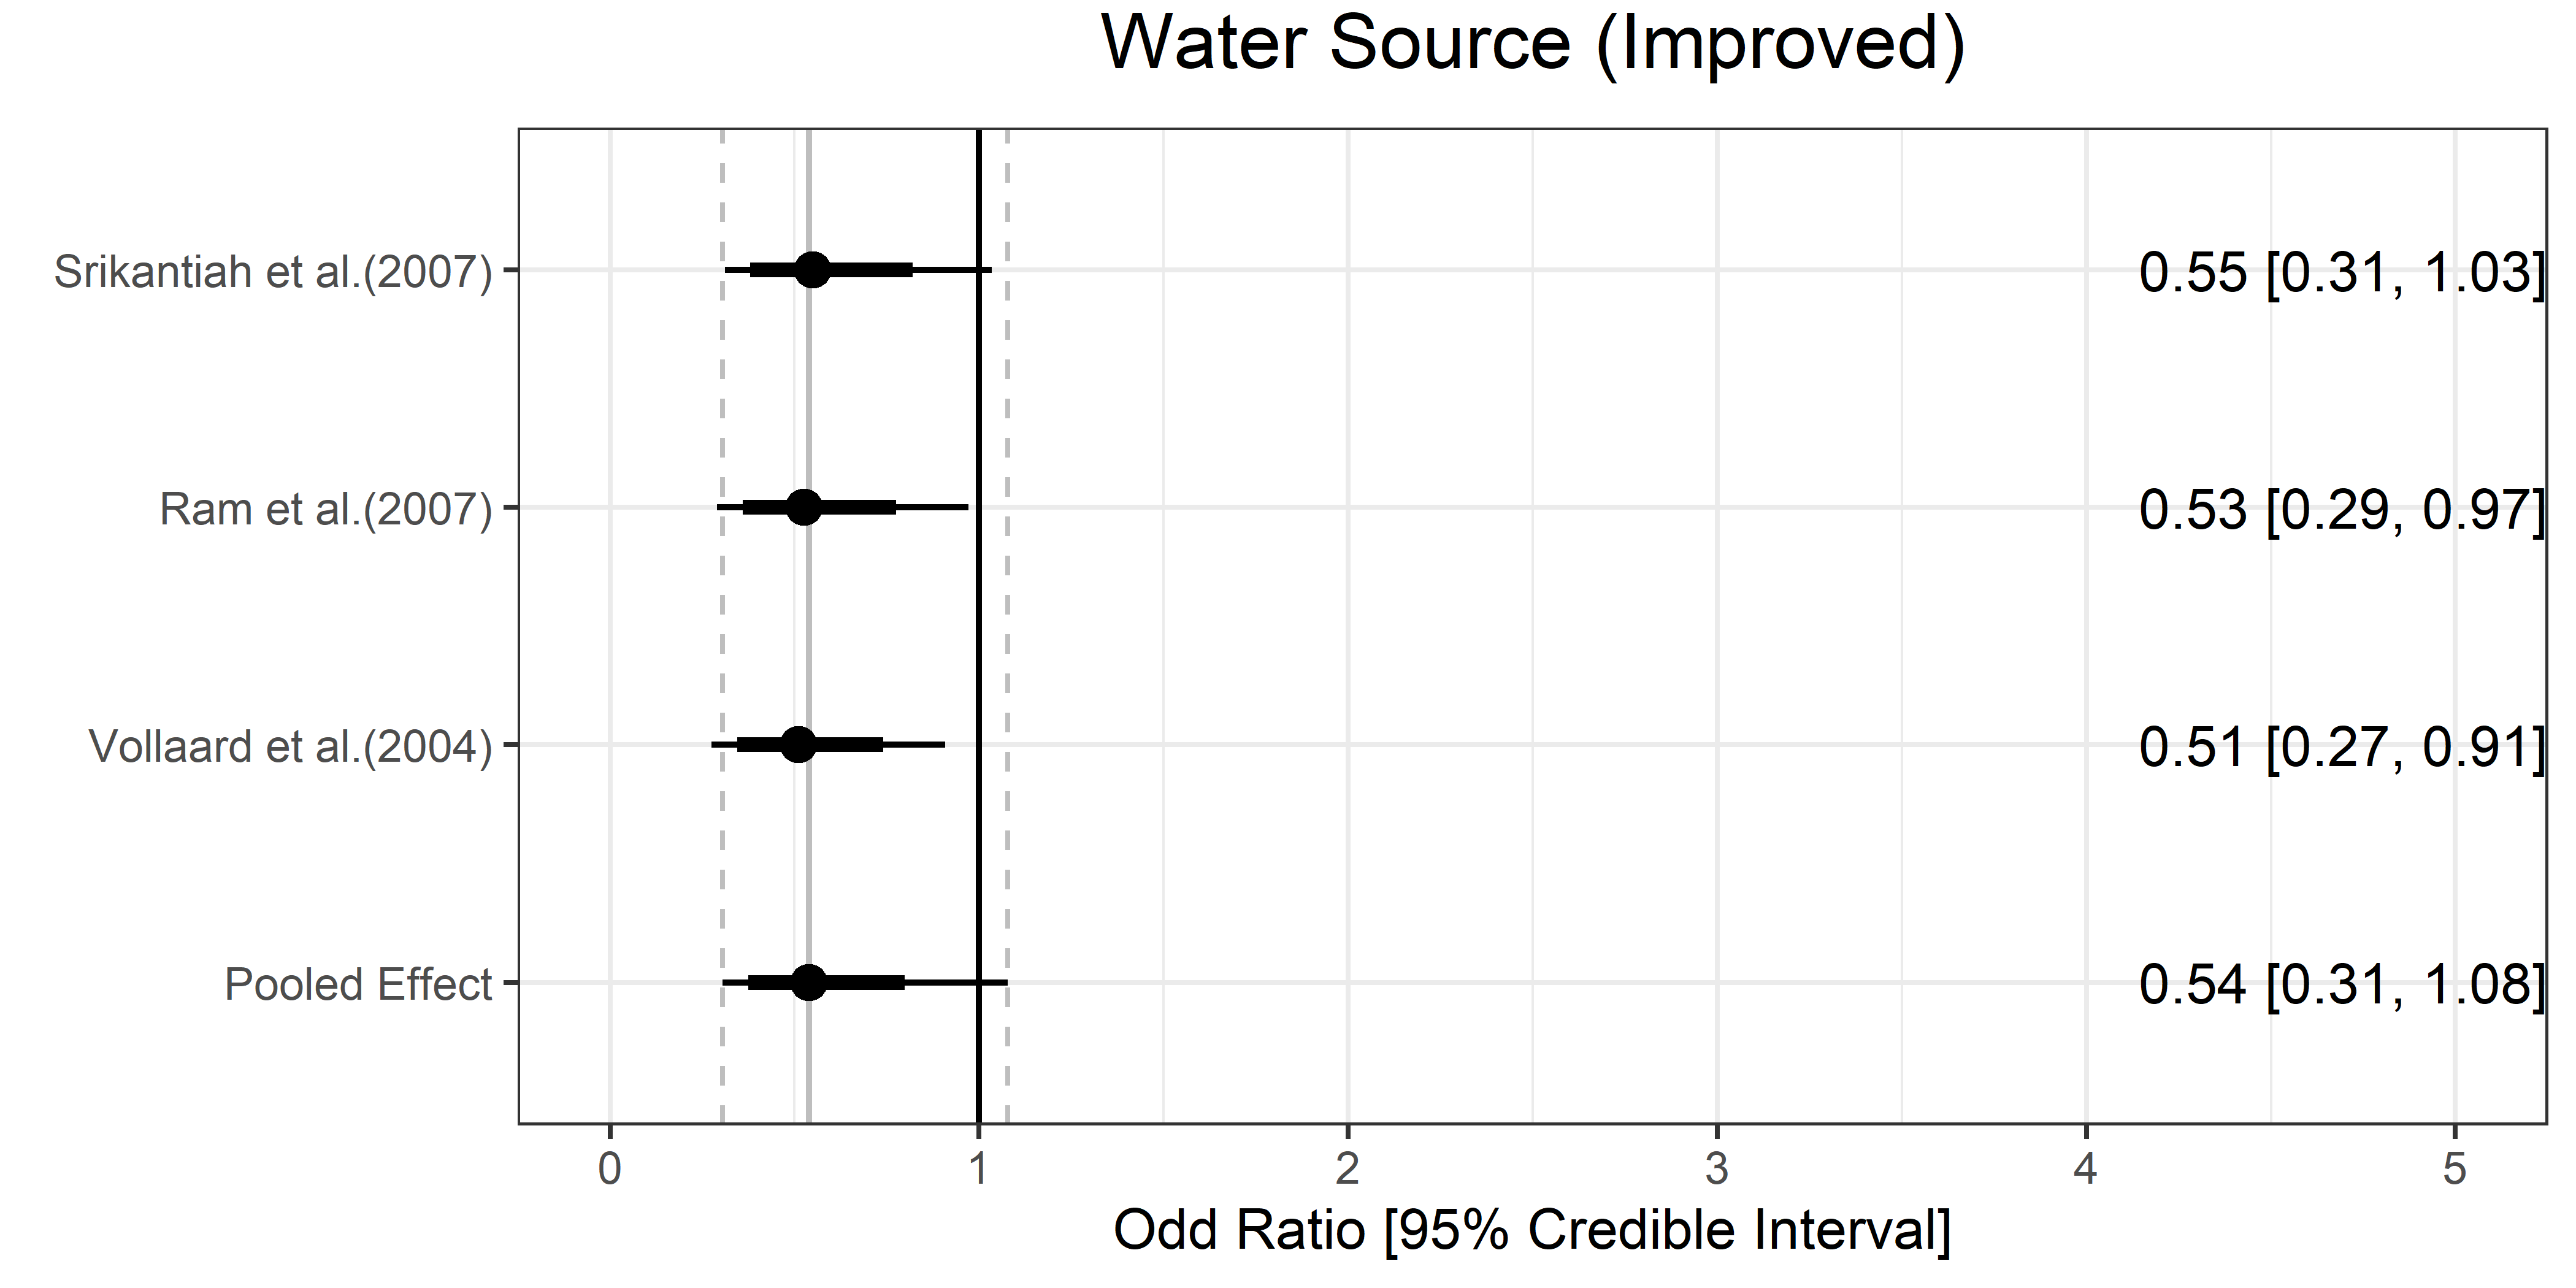 Water Source (Improved)
Srikantiah et al.(2007)
0.55 [0.31, 1.03]
Ram et al.(2007)
0.53 [0.29, 0.97]
Vollaard et al.(2004)
0.51 [0.27, 0.91]
Pooled Effect
0.54 [0.31, 1.08]
0 1 2 3 4 5
Odd Ratio [95% Credible Interval]